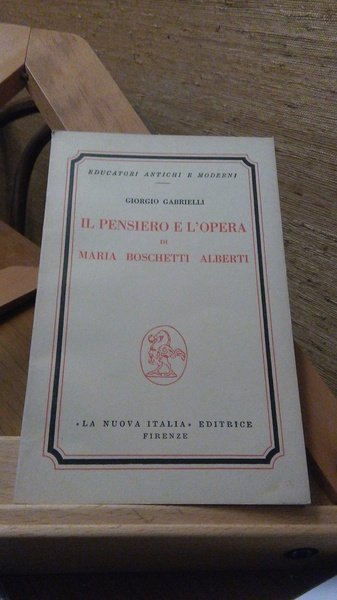 EDUCATORI ANTICHI E MODERNI
GIORGIO GABRIELLI
IL PENSIERO E L'OPERA
DI
MARIA BOSCHETTI ALBERTI
«LA NUOVA ITALIA» EDITRICE
FIRENZE